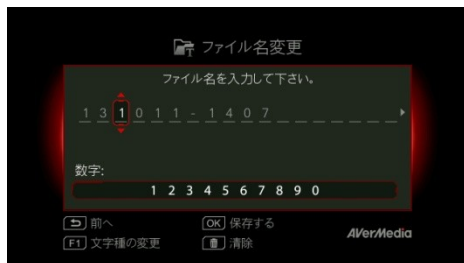 ファイル名変更
ファイル名を入力して下さい。
1 3 1 0 1 1 - 1 4 0 7 _ _ _ _ _ _ _
数字:
1 2 3 4 5 6 7 8 9 0
前へ OK 保存する
F1 文字種の変更 清除
AVerMedia